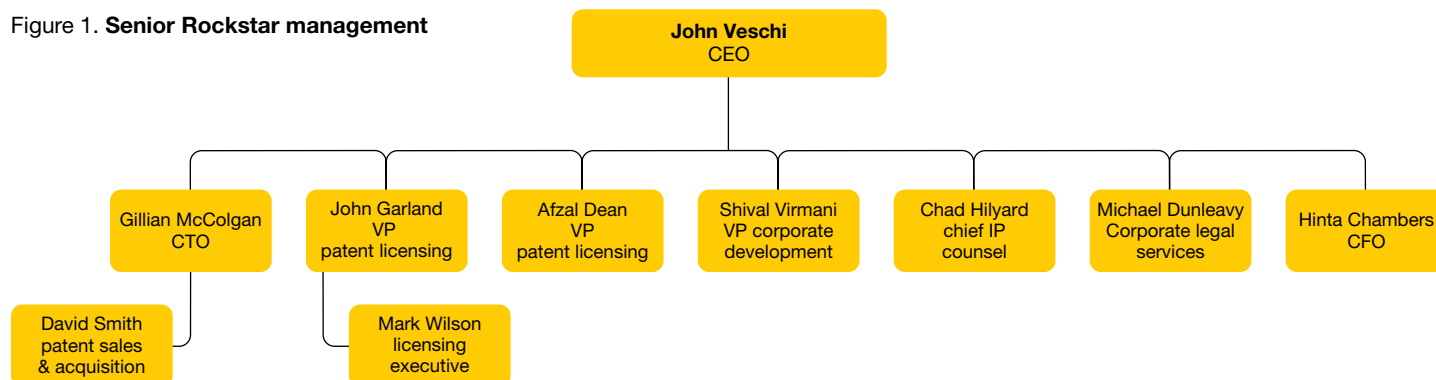 Figure 1. Senior Rockstar management
John Veschi
CEO
Gillian McColgan
CTO
John Garland
VP
patent licensing
Afzal Dean
VP
patent licensing
Shival Virmani
VP corporate
development
Chad Hilyard
chief IP
counsel
Michael Dunleavy
Corporate legal
services
Hinta Chambers
CFO
David Smith
patent sales
& acquisition
Mark Wilson
licensing
executive